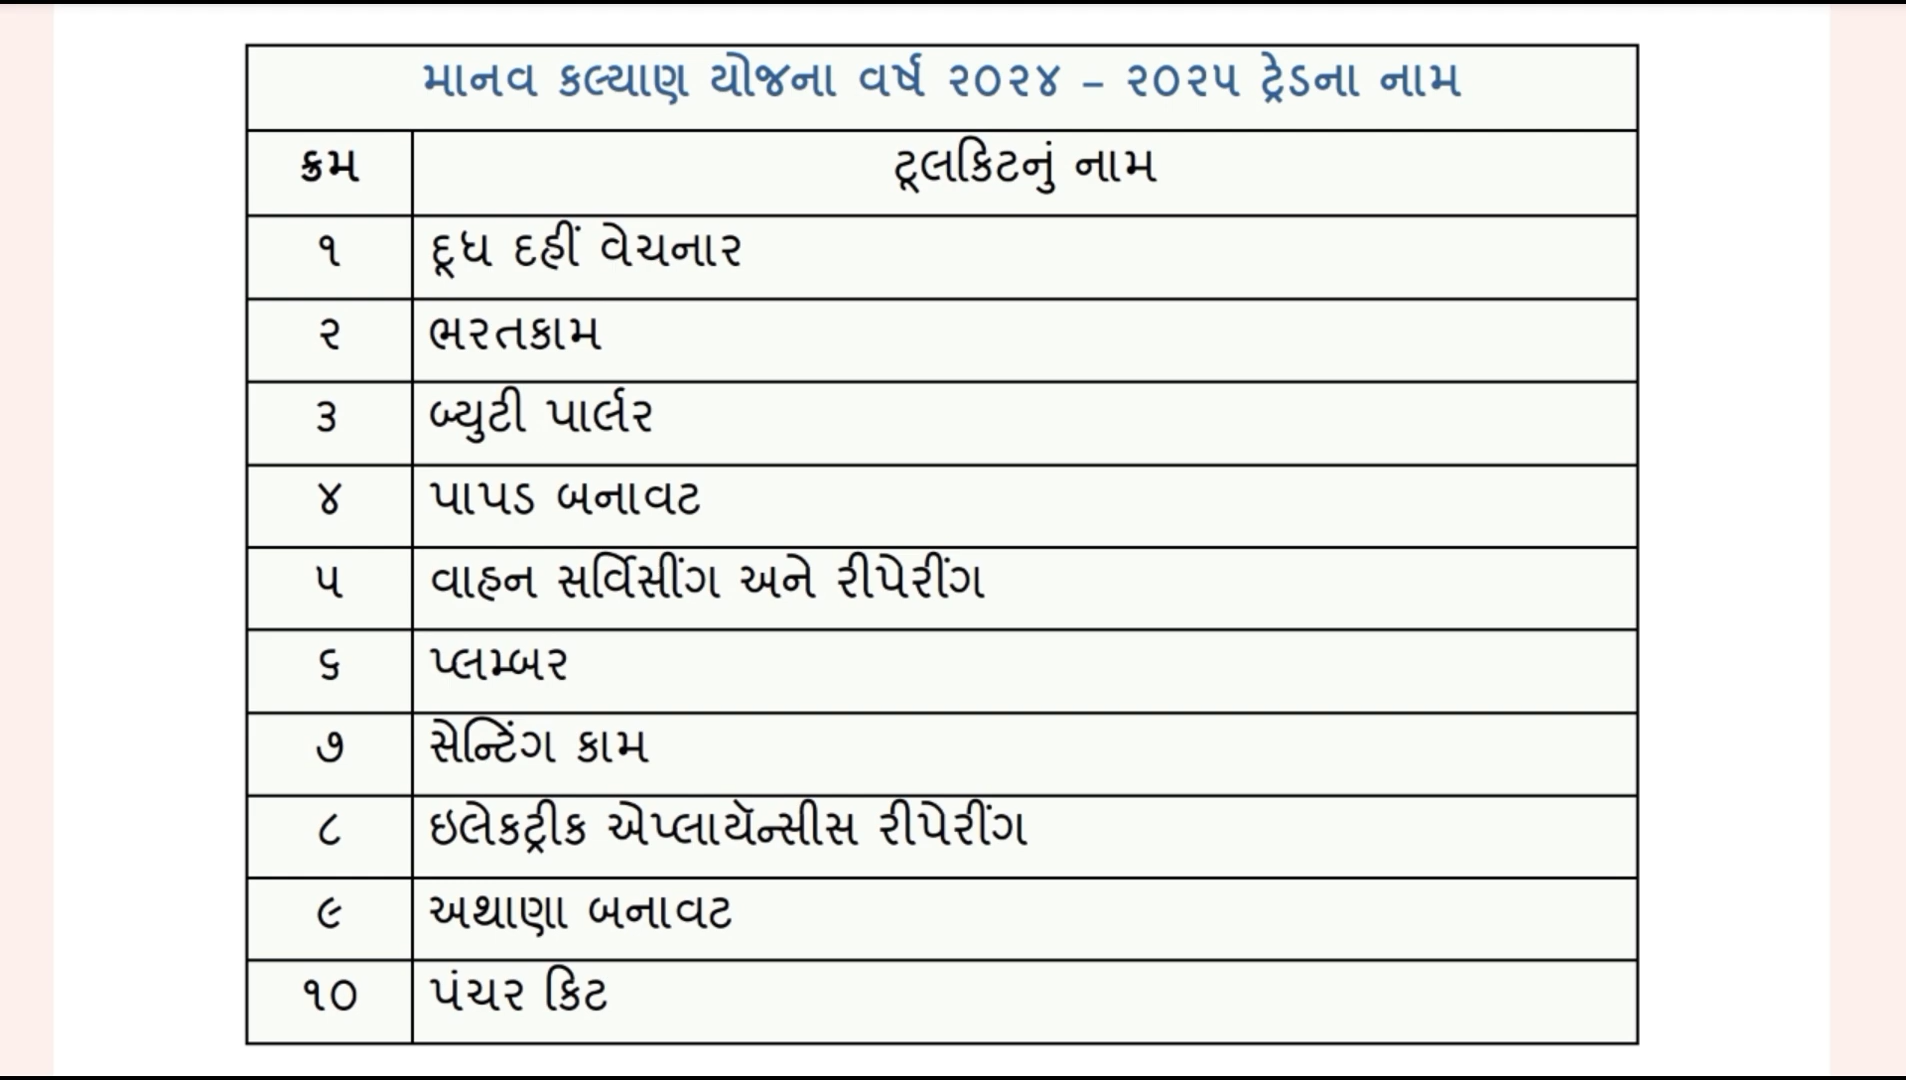 માનવ કલ્યાણ યોજના વર્ષ ૨૦૨૪ – ૨૦૨૫ ટ્રેડના નામ
ક્રમ ટૂલકિટનું નામ
૧ દૂધ દહીં વેચનાર
૨ ભરતકામ
૩ બ્યુટી પાર્લર
૪ પાપડ બનાવટ
૫ વાહન સર્વિસીંગ અને રીપેરીંગ
૬ પ્લમ્બર
૭ સેન્ટિંગ કામ
૮ ઇલેકટ્રીક એપ્લાયૅન્સીસ રીપેરીંગ
૯ અથાણા બનાવટ
૧૦ પંચર કિટ